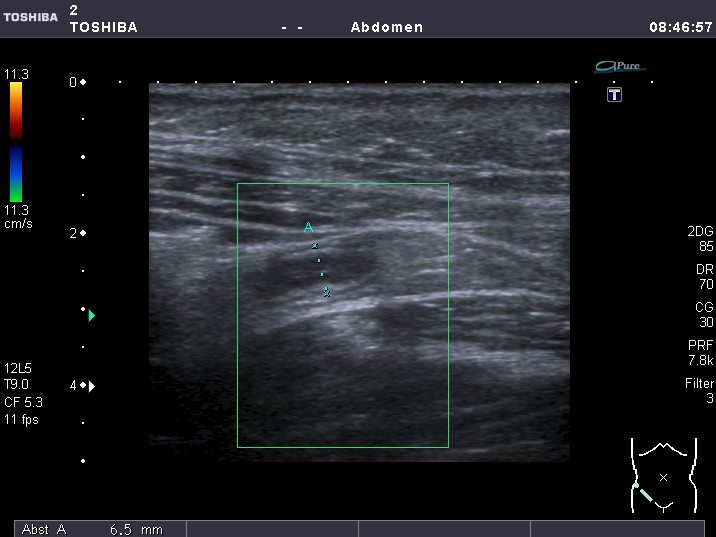 TOSHIBA
2
TOSHIBA - - Abdomen 08:46:57
Pure
T
11.3
11.3
cm/s
0
2
4
A
2DG
85
DR
70
CG
30
PRF
7.8k
Filter
3
12L5
T9.0
CF 5.3
11 fps
Abst A 6.5 mm